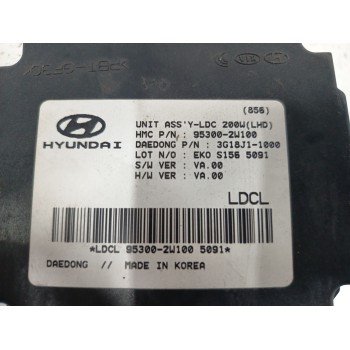 (856)
UNIT ASS'Y-LDC 200W(LHD)
HMC P/N : 95300-2W100
DAEDONG P/N : 3G18J1-1000
LOT N/O : EKO S156 5091
S/W VER : VA.00
H/W VER : VA.00
HYUNDAI
LDCL
*LDCL 95300-2W100 5091*
DAEDONG // MADE IN KOREA